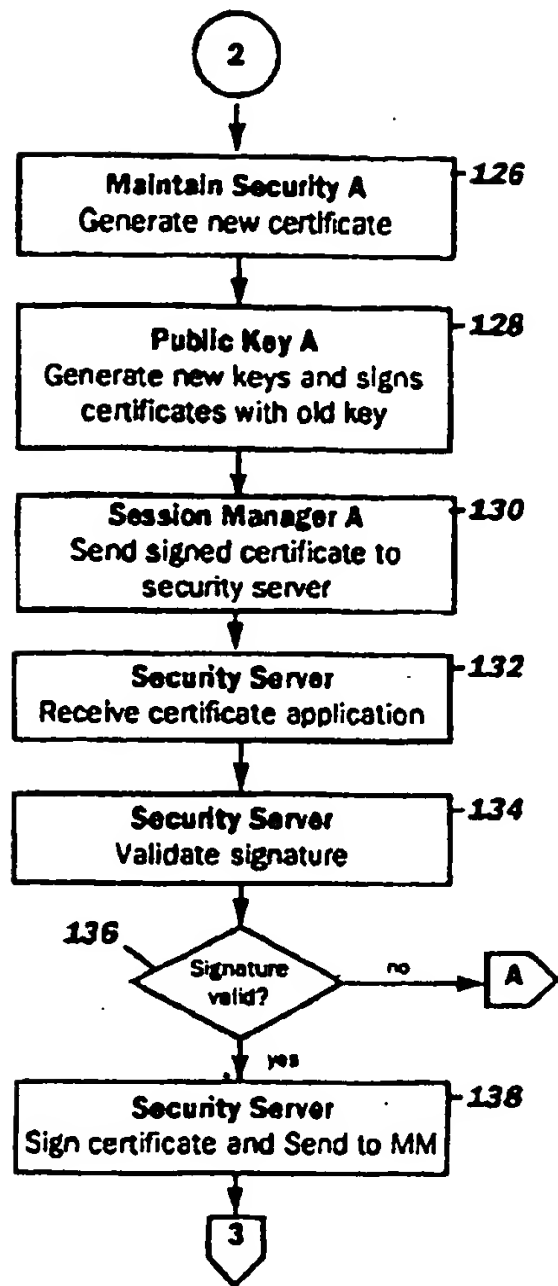 2
Maintain Security A
Generate new certificate
126
Public Key A
Generate new keys and signs
certificates with old key
128
Session Manager A
Send signed certificate to
security server
130
Security Server
Receive certificate application
132
Security Server
Validate signature
134
136
Signature
valid?
no
A
yes
Security Server
Sign certificate and Send to MM
138
3